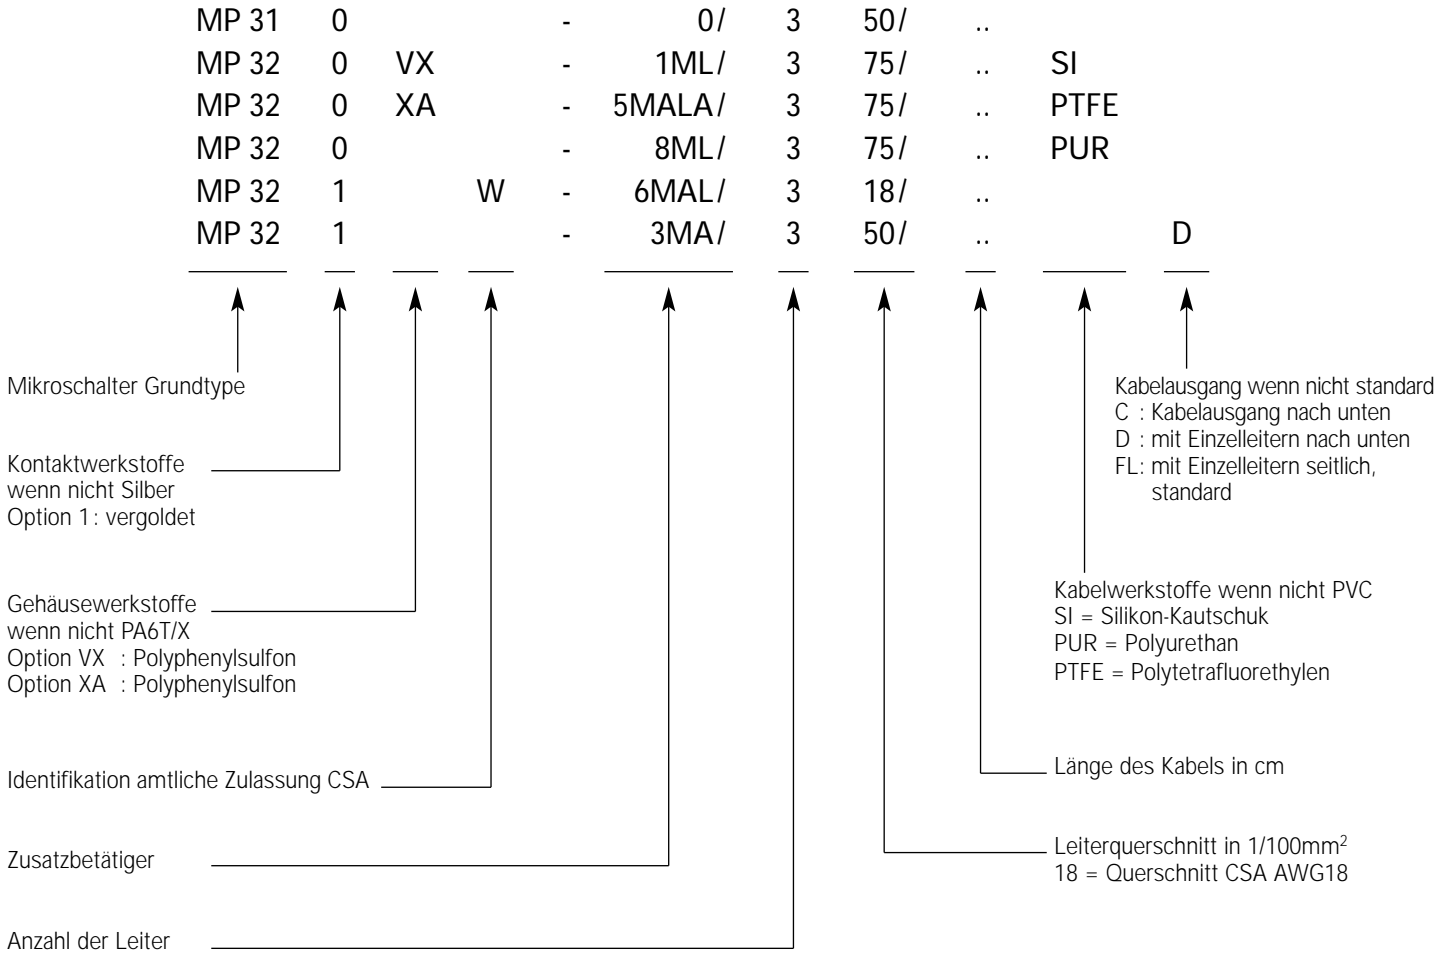 MP 31 0 - 0/ 3 50/ ..
MP 32 0 VX - 1ML/ 3 75/ .. SI
MP 32 0 XA - 5MALA/ 3 75/ .. PTFE
MP 32 0 - 8ML/ 3 75/ .. PUR
MP 32 1 W - 6MAL/ 3 18/ ..
MP 32 1 - 3MA/ 3 50/ .. D
Mikroschalter Grundtype
Kontaktwerkstoffe
wenn nicht Silber
Option 1: vergoldet
Gehäusewerkstoffe
wenn nicht PA6T/X
Option VX : Polyphenylsulfon
Option XA : Polyphenylsulfon
Identifikation amtliche Zulassung CSA
Zusatzbetätiger
Anzahl der Leiter
Kabelausgang wenn nicht standard
C : Kabelausgang nach unten
D : mit Einzelleitern nach unten
FL: mit Einzelleitern seitlich,
standard
Kabelwerkstoffe wenn nicht PVC
SI = Silikon-Kautschuk
PUR = Polyurethan
PTFE = Polytetrafluorethylen
Länge des Kabels in cm
Leiterquerschnitt in 1/100mm²
18 = Querschnitt CSA AWG18